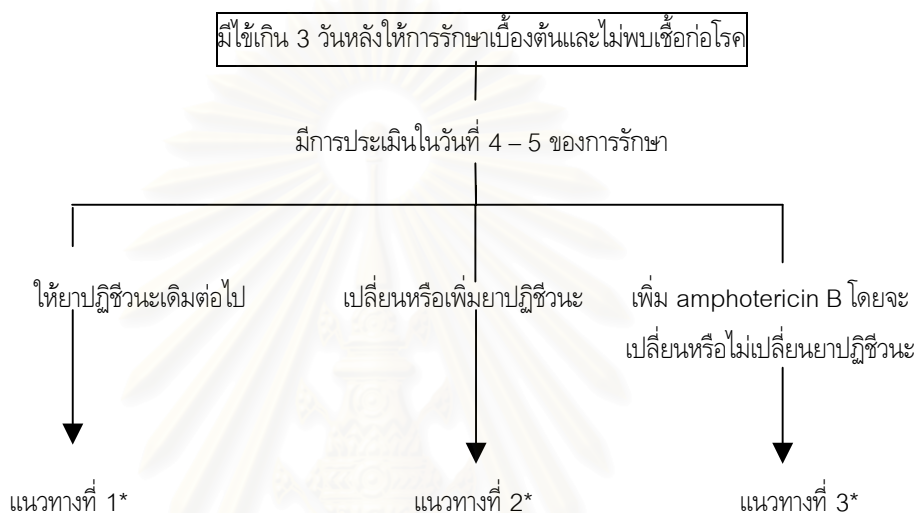 มีไข้เกิน 3 วันหลังให้การรักษาเบื้องต้นและไม่พบเชื้อก่อโรค
มีการประเมินในวันที่ 4 – 5 ของการรักษา
ให้ยาปฏิชีวนะเดิมต่อไป
เปลี่ยนหรือเพิ่มยาปฏิชีวนะ
เพิ่ม amphotericin B โดยจะ
เปลี่ยนหรือไม่เปลี่ยนยาปฏิชีวนะ
แนวทางที่ 1*
แนวทางที่ 2*
แนวทางที่ 3*